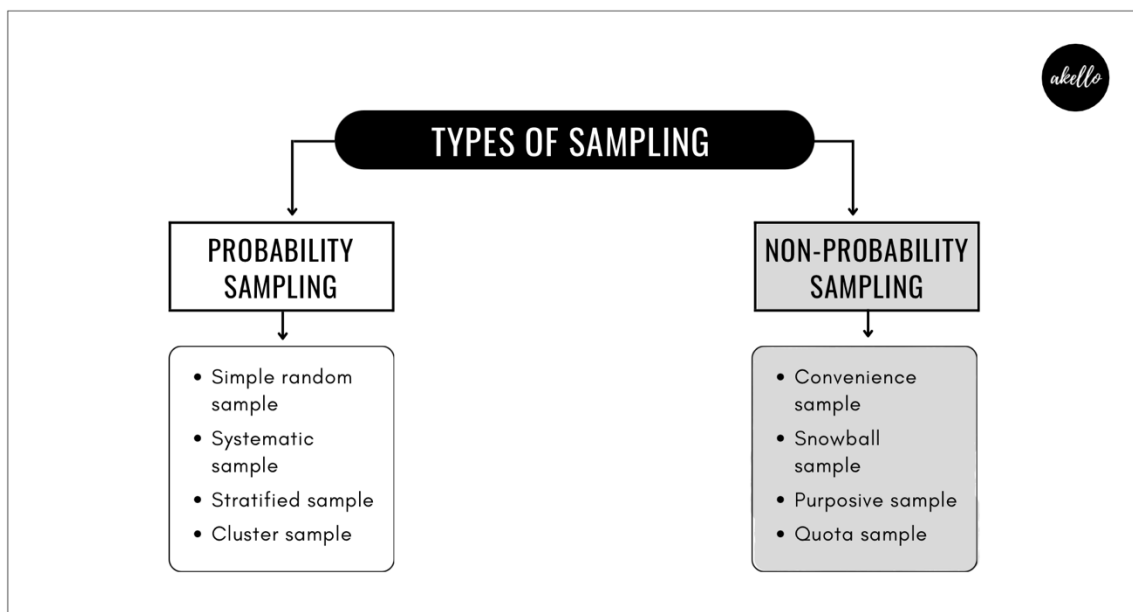 akello
TYPES OF SAMPLING
PROBABILITY
SAMPLING
• Simple random
sample
• Systematic
sample
• Stratified sample
• Cluster sample
NON-PROBABILITY
SAMPLING
• Convenience
sample
• Snowball
sample
• Purposive sample
• Quota sample